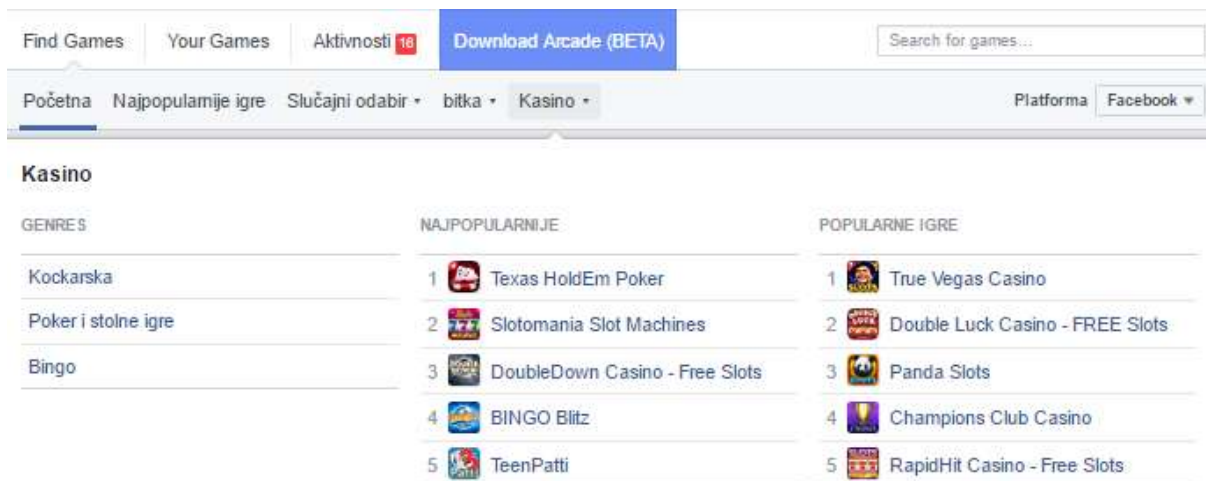 Find Games Your Games Aktivnosti 16 Download Arcade (BETA) Search for games...
Početna Najpopularnije igre Slučajni odabir bitka Kasino Platforma Facebook
Kasino
GENRES
Kockarska
Poker i stolne igre
Bingo
NAJPOPULARNIJE
1 Texas HoldEm Poker
2 Slotomania Slot Machines
3 DoubleDown Casino - Free Slots
4 BINGO Blitz
5 TeenPatti
POPULARNE IGRE
1 True Vegas Casino
2 Double Luck Casino - FREE Slots
3 Panda Slots
4 Champions Club Casino
5 RapidHit Casino - Free Slots